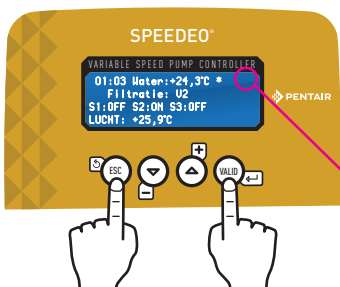 SPEEDEO®
VARIABLE SPEED PUMP CONTROLLER
01:03 Water:+24,3°C *
Filtratie: V2
S1:OFF S2:ON S3:OFF
LUCHT: +25,9°C
PENTAIR
+
ESC
VALID
-